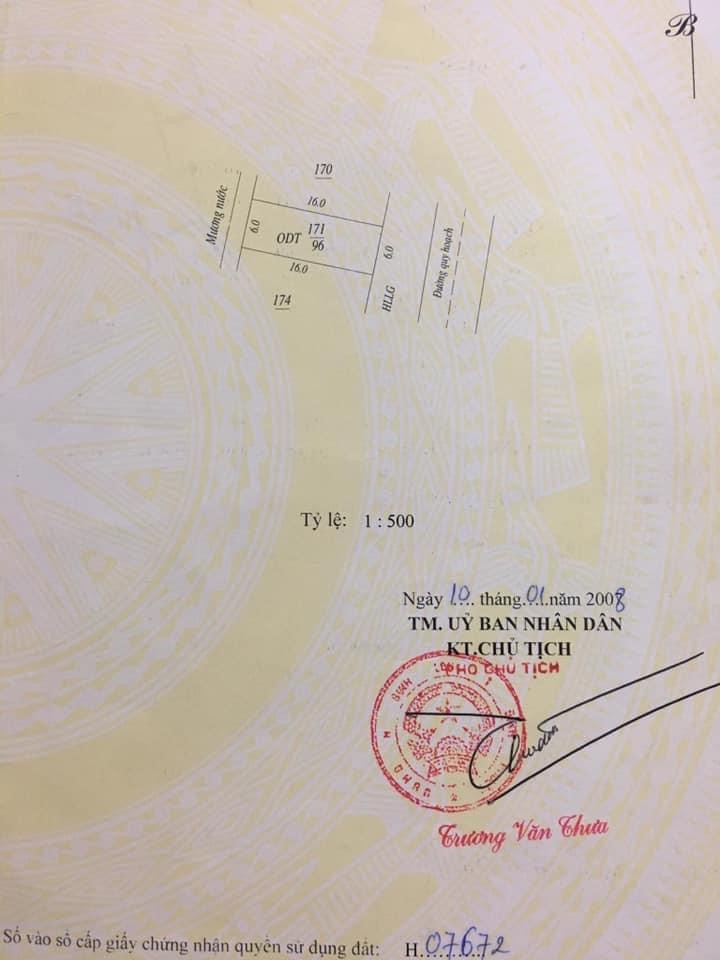 B
170
Mương nước
16.0
6.0
ODT 171
96
6.0
16.0
HLLG
Đường quy hoạch
174
Tỷ lệ: 1 : 500
Ngày 10 tháng 01 năm 2008
TM. UỶ BAN NHÂN DÂN
KT.CHỦ TỊCH
PHÓ CHỦ TỊCH
Trương Văn Thưa
Số vào sổ cấp giấy chứng nhận quyền sử dụng đất: H 07672